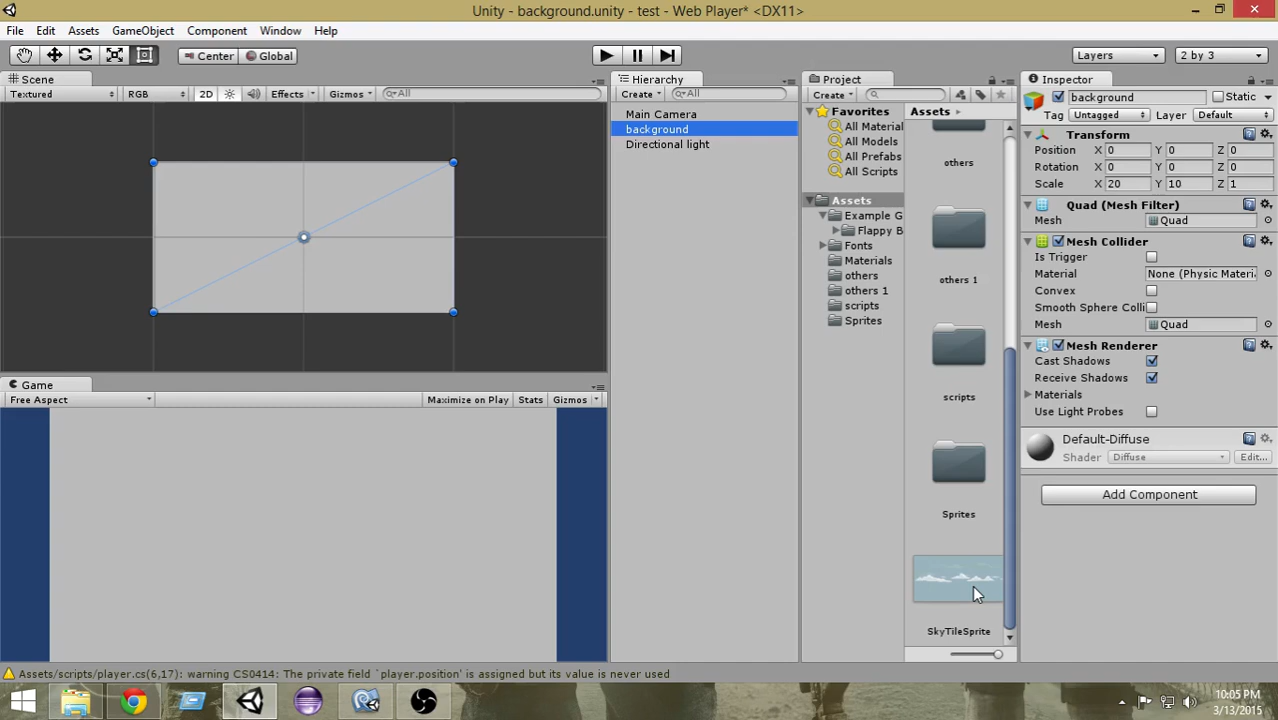 Unity - background.unity - test - Web Player* <DX11>
File Edit Assets GameObject Component Window Help
Center Global Layers 2 by 3
Scene
Textured RGB 2D Effects Gizmos All
Game
Free Aspect Maximize on Play Stats Gizmos
Hierarchy
Create All
Main Camera
background
Directional light
Project
Create
Favorites
All Material
All Models
All Prefabs
All Scripts
Assets
Example G
Flappy B
Fonts
Materials
others
others 1
scripts
Sprites
Assets
others
others 1
scripts
Sprites
SkyTileSprite
Inspector
background Static
Tag Untagged Layer Default
Transform
Position X 0 Y 0 Z 0
Rotation X 0 Y 0 Z 0
Scale X 20 Y 10 Z 1
Quad (Mesh Filter)
Mesh Quad
Mesh Collider
Is Trigger
Material None (Physic Materi
Convex
Smooth Sphere Colli
Mesh Quad
Mesh Renderer
Cast Shadows
Receive Shadows
Materials
Use Light Probes
Default-Diffuse
Shader Diffuse Edit...
Add Component
Assets/scripts/player.cs(6,17): warning CS0414: The private field `player.position' is assigned but its value is never used
10:05 PM
3/13/2015